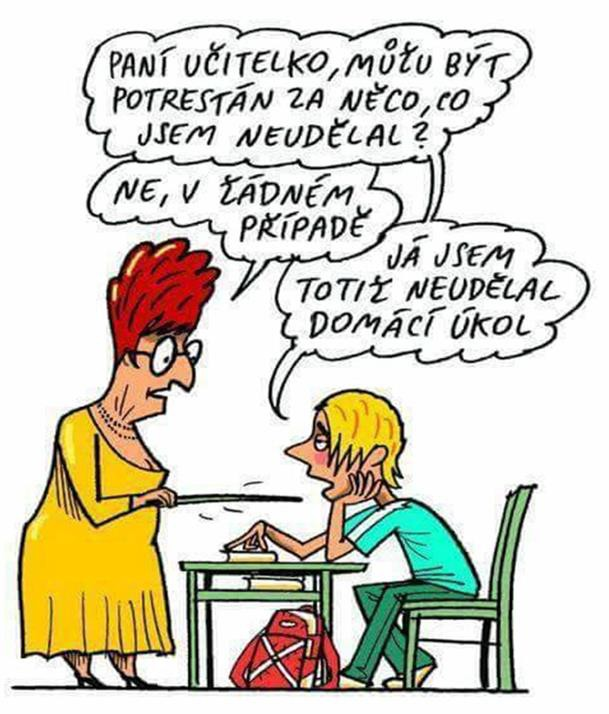 PANÍ UČITELKO, MŮŽU BÝT
POTRESTÁN ZA NĚCO, CO
JSEM NEUDĚLAL?
NE, V ŽÁDNÉM
PŘÍPADĚ
JÁ JSEM
TOTIŽ NEUDĚLAL
DOMÁCÍ ÚKOL